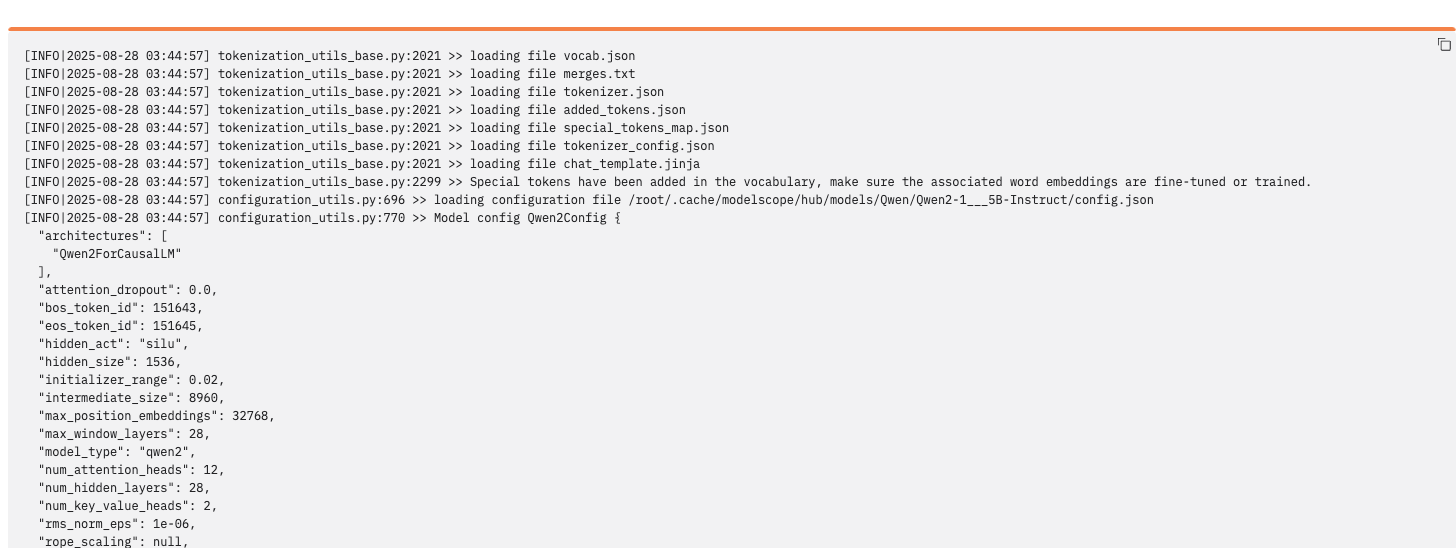 [INFO|2025-08-28 03:44:57] tokenization_utils_base.py:2021 >> loading file vocab.json
[INFO|2025-08-28 03:44:57] tokenization_utils_base.py:2021 >> loading file merges.txt
[INFO|2025-08-28 03:44:57] tokenization_utils_base.py:2021 >> loading file tokenizer.json
[INFO|2025-08-28 03:44:57] tokenization_utils_base.py:2021 >> loading file added_tokens.json
[INFO|2025-08-28 03:44:57] tokenization_utils_base.py:2021 >> loading file special_tokens_map.json
[INFO|2025-08-28 03:44:57] tokenization_utils_base.py:2021 >> loading file tokenizer_config.json
[INFO|2025-08-28 03:44:57] tokenization_utils_base.py:2021 >> loading file chat_template.jinja
[INFO|2025-08-28 03:44:57] tokenization_utils_base.py:2299 >> Special tokens have been added in the vocabulary, make sure the associated word embeddings are fine-tuned or trained.
[INFO|2025-08-28 03:44:57] configuration_utils.py:696 >> loading configuration file /root/.cache/modelscope/hub/models/Qwen/Qwen2-1___5B-Instruct/config.json
[INFO|2025-08-28 03:44:57] configuration_utils.py:770 >> Model config Qwen2Config {
  "architectures": [
    "Qwen2ForCausalLM"
  ],
  "attention_dropout": 0.0,
  "bos_token_id": 151643,
  "eos_token_id": 151645,
  "hidden_act": "silu",
  "hidden_size": 1536,
  "initializer_range": 0.02,
  "intermediate_size": 8960,
  "max_position_embeddings": 32768,
  "max_window_layers": 28,
  "model_type": "qwen2",
  "num_attention_heads": 12,
  "num_hidden_layers": 28,
  "num_key_value_heads": 2,
  "rms_norm_eps": 1e-06,
  "rope_scaling": null,